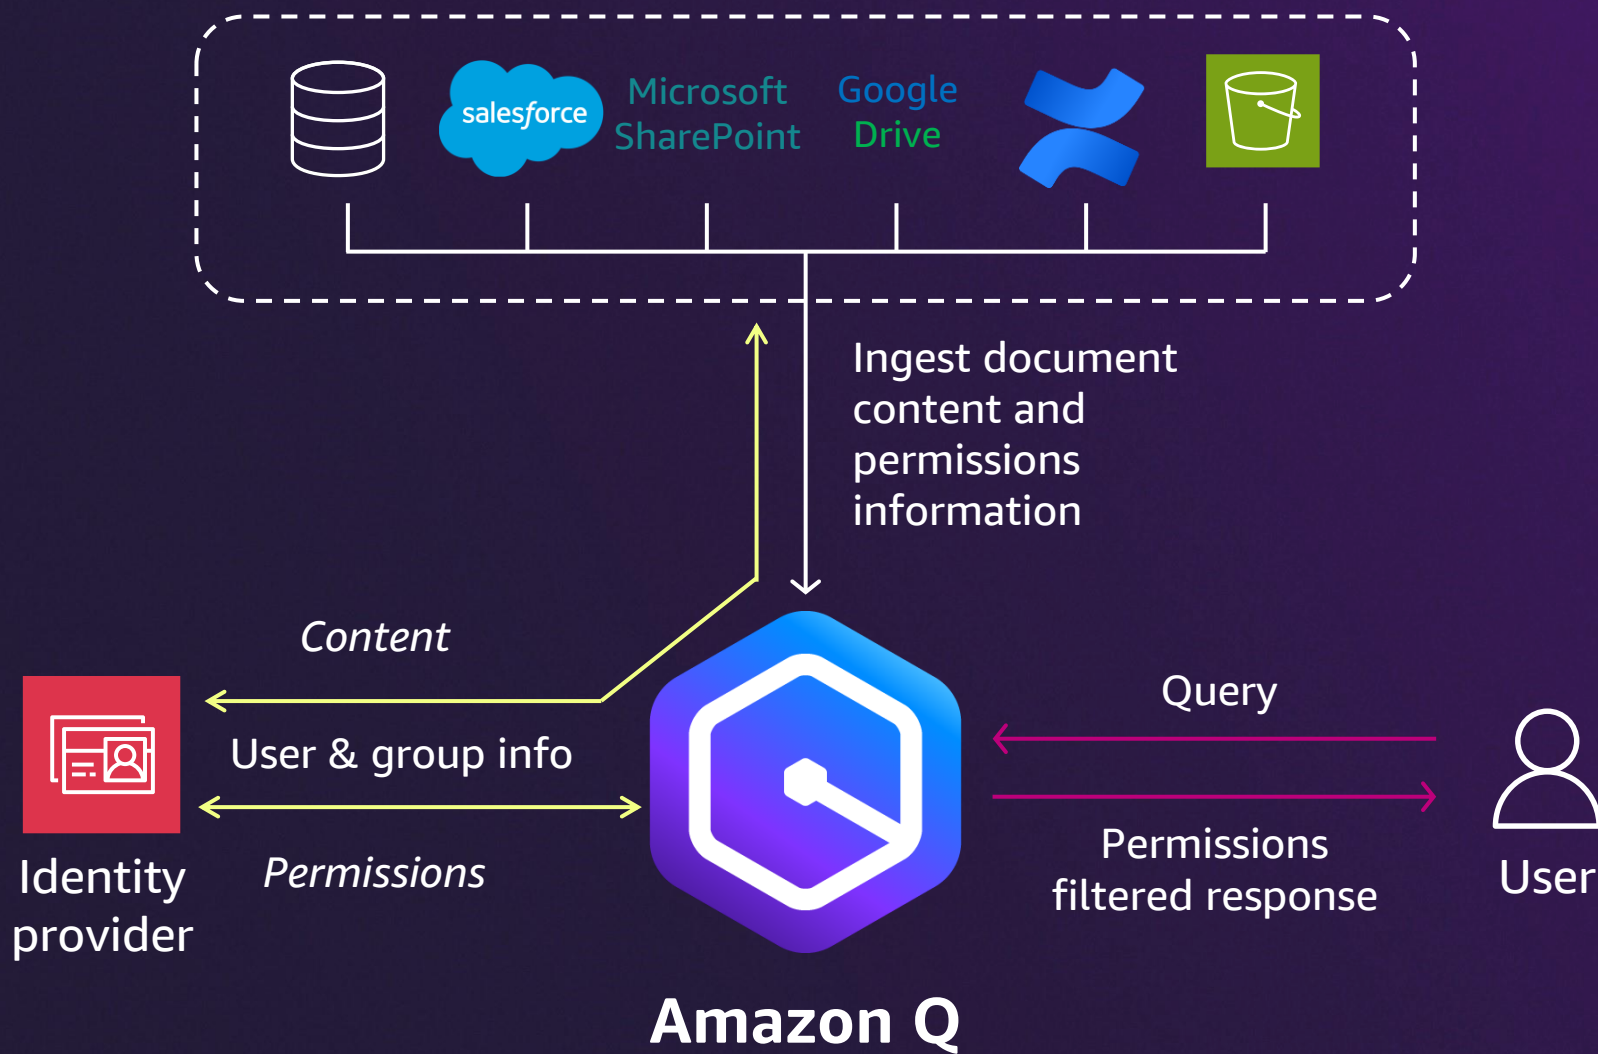 salesforce
Microsoft
SharePoint
Google
Drive
Ingest document
content and
permissions
information
Content
User & group info
Permissions
Identity
provider
Query
Permissions
filtered response
User
Amazon Q